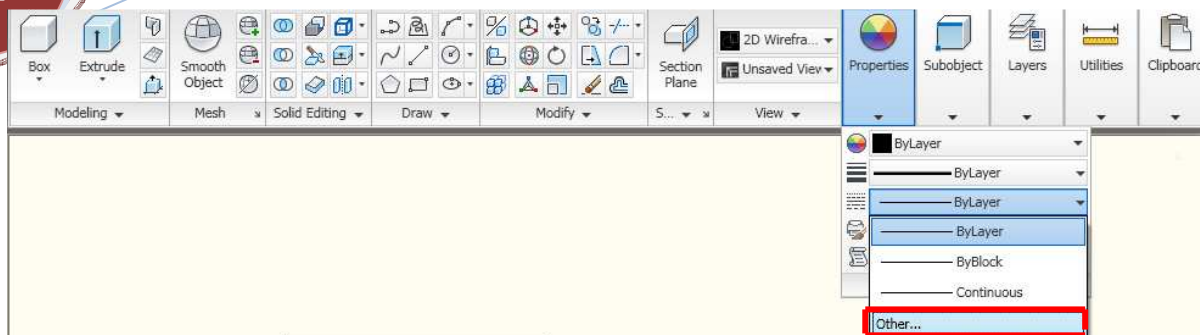 Box
Extrude
Smooth
Object
Section
Plane
2D Wirefra...
Unsaved View
Properties
Subobject
Layers
Utilities
Clipboard
Modeling
Mesh
Solid Editing
Draw
Modify
S...
View
ByLayer
ByLayer
ByLayer
ByLayer
ByBlock
Continuous
Other...